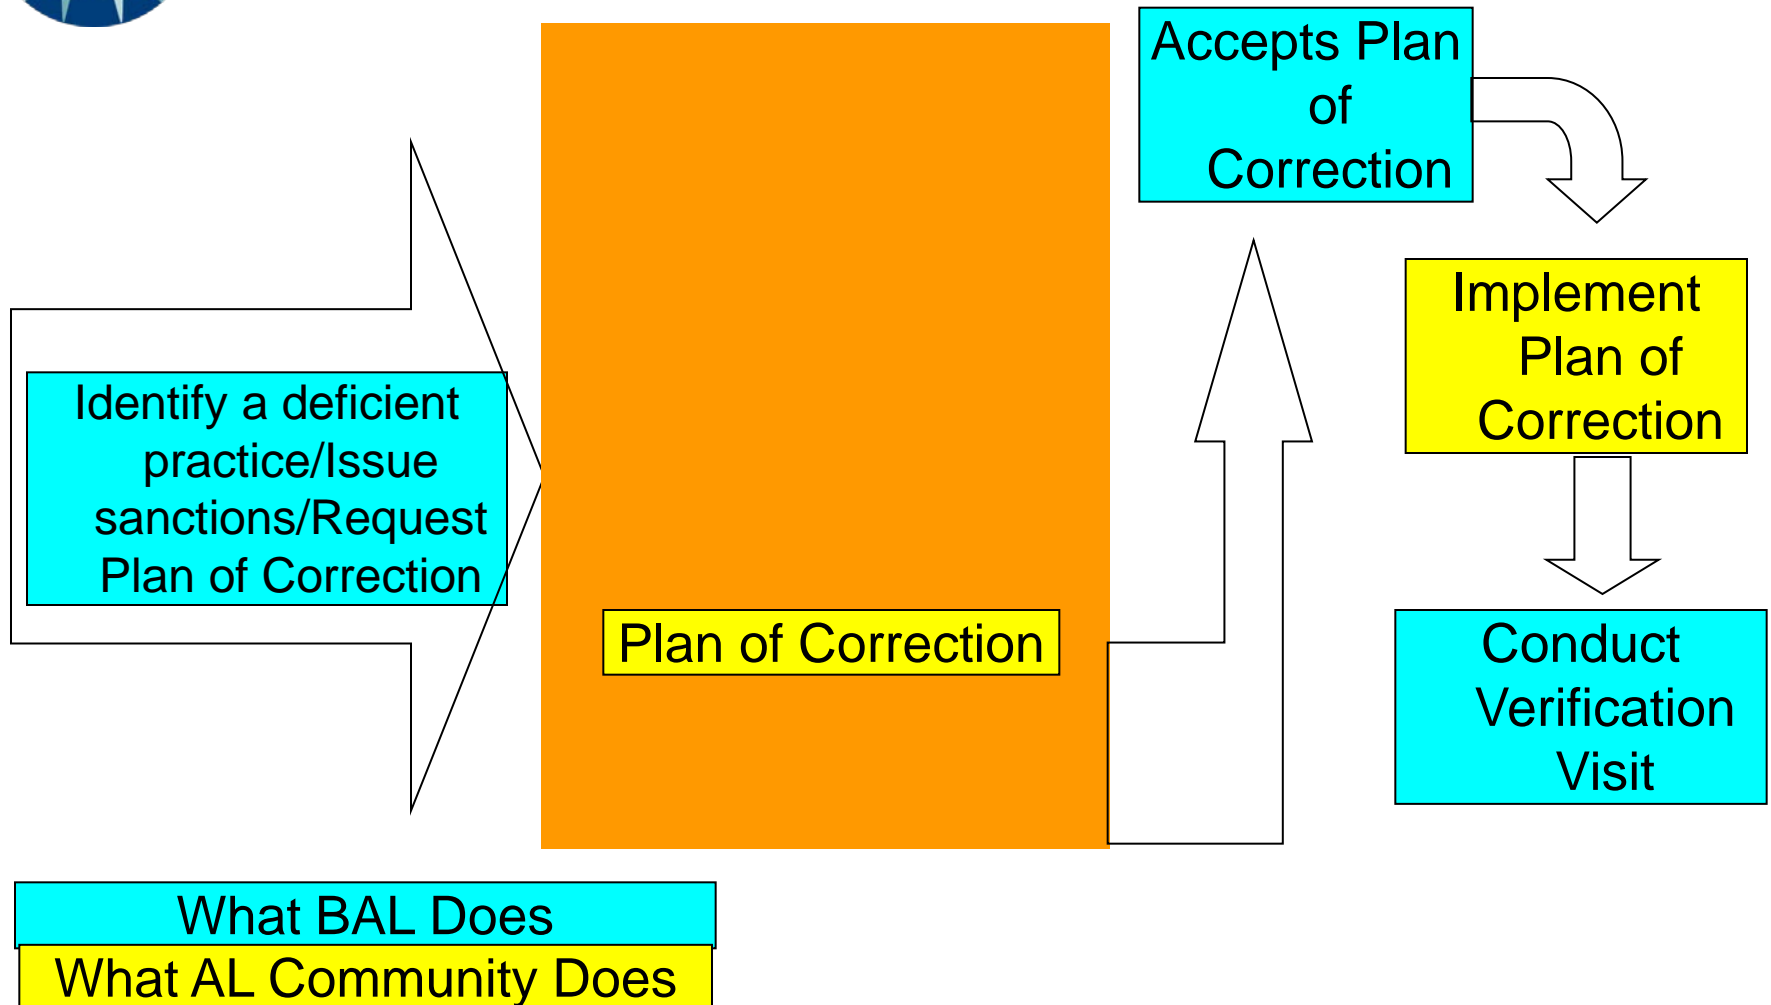 Identify a deficient
practice/Issue
sanctions/Request
Plan of Correction
Plan of Correction
Accepts Plan
of
Correction
Implement
Plan of
Correction
Conduct
Verification
Visit
What BAL Does
What AL Community Does